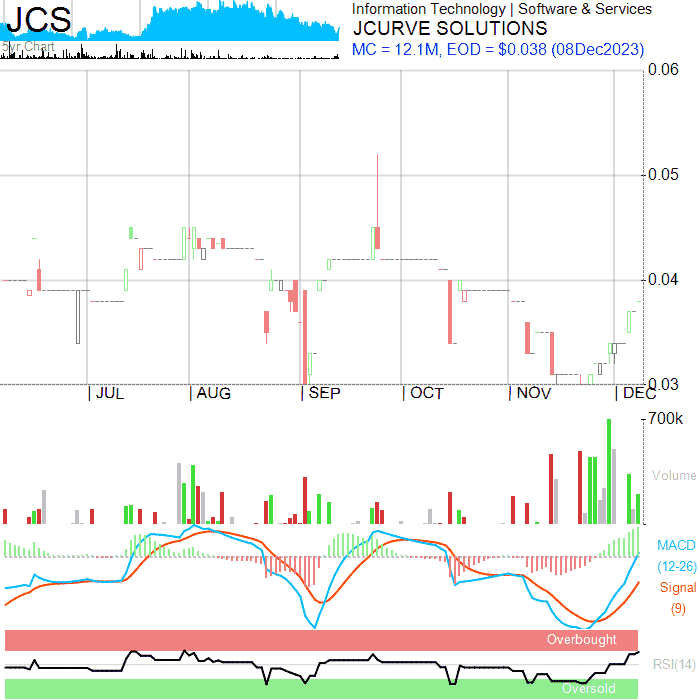 JCS
5yr Chart
Information Technology | Software & Services
JCURVE SOLUTIONS
MC = 12.1M, EOD = $0.038 (08Dec2023)
0.06
0.05
0.04
0.03
JUL AUG SEP OCT NOV DEC
700k
Volume
MACD
(12-26)
Signal
(9)
Overbought
RSI(14)
Oversold